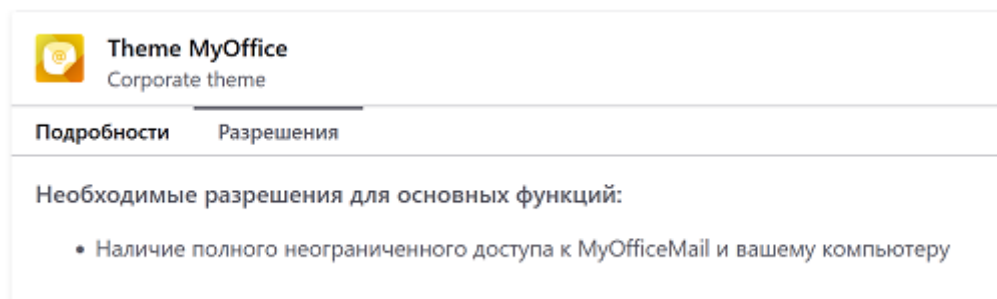 Theme MyOffice
Corporate theme
Подробности Разрешения
Необходимые разрешения для основных функций:
• Наличие полного неограниченного доступа к MyOfficeMail и вашему компьютеру